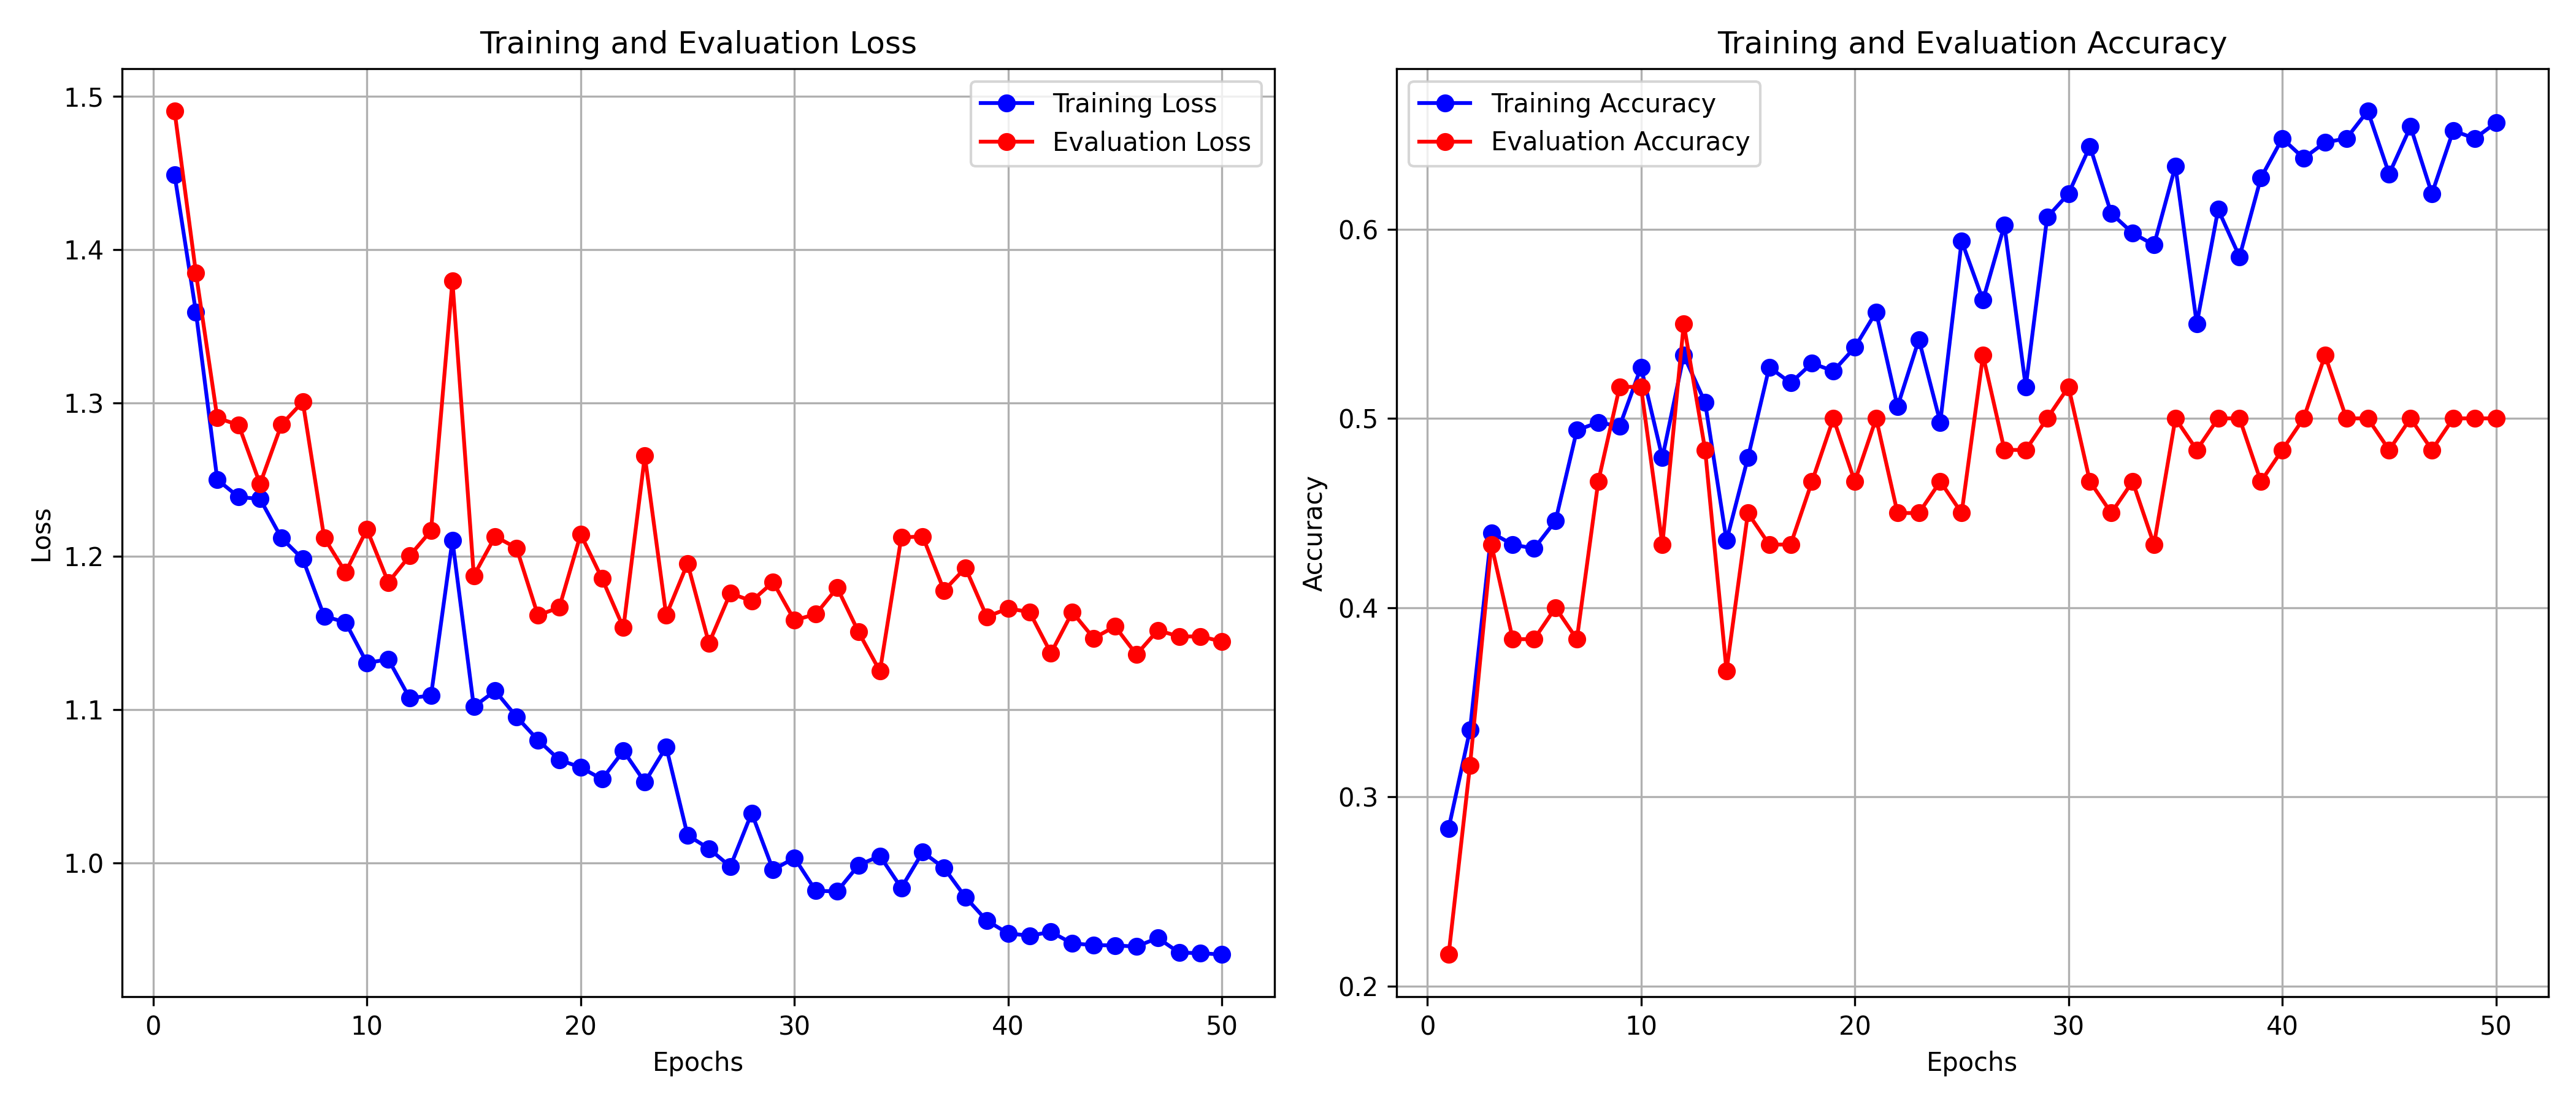 Training and Evaluation Loss
Training Loss
Evaluation Loss
1.5
1.4
1.3
1.2
1.1
1.0
Loss
0 10 20 30 40 50
Epochs
Training and Evaluation Accuracy
Training Accuracy
Evaluation Accuracy
0.6
0.5
0.4
0.3
0.2
Accuracy
0 10 20 30 40 50
Epochs